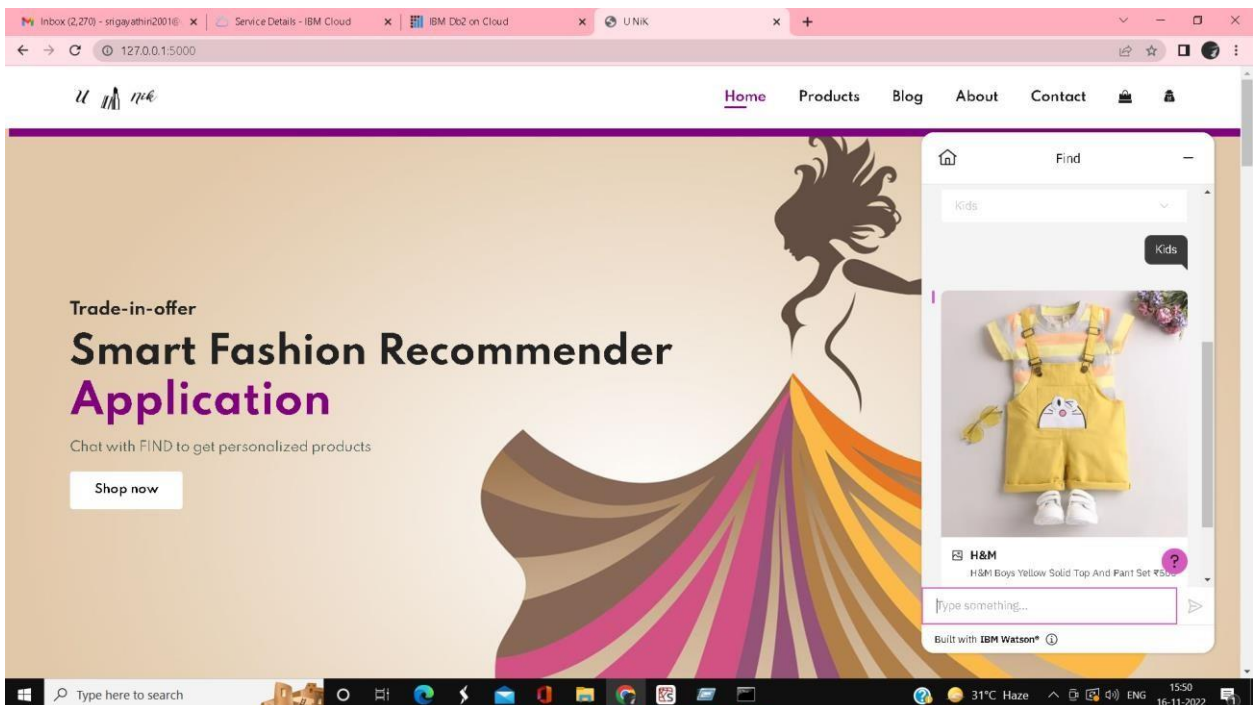 Inbox (2,270) - srigayathiri2001@
Service Details - IBM Cloud
IBM Db2 on Cloud
U NiK
127.0.0.1:5000
U nik
Home Products Blog About Contact
Find
Kids
Kids
Trade-in-offer
Smart Fashion Recommender
Application
Chat with FIND to get personalized products
Shop now
H&M
H&M Boys Yellow Solid Top And Pant Set
?
Type something...
Built with IBM Watson®
Type here to search
31°C Haze
ENG
15:50
16-11-2022